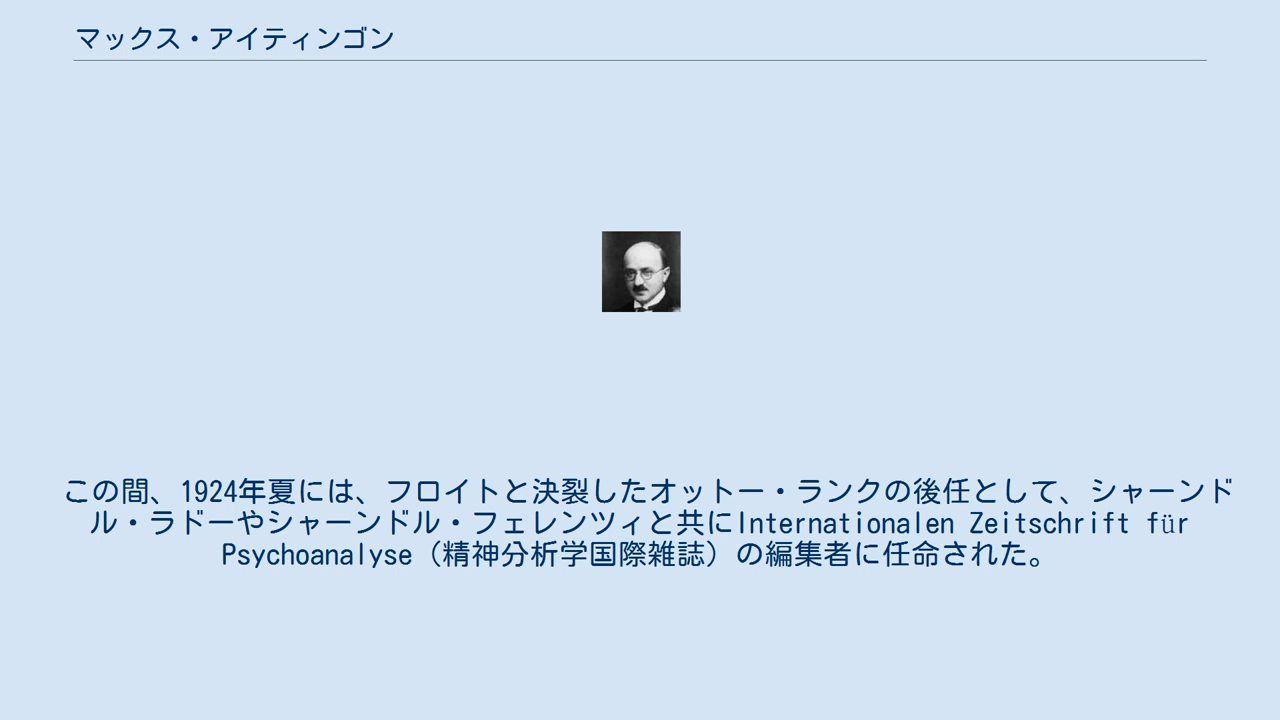 マックス・アイティンゴン
この間、1924年夏には、フロイトと決裂したオットー・ランクの後任として、シャーンド
ル・ラドーやシャーンドル・フェレンツィと共にInternationalen Zeitschrift für
Psychoanalyse（精神分析学国際雑誌）の編集者に任命された。